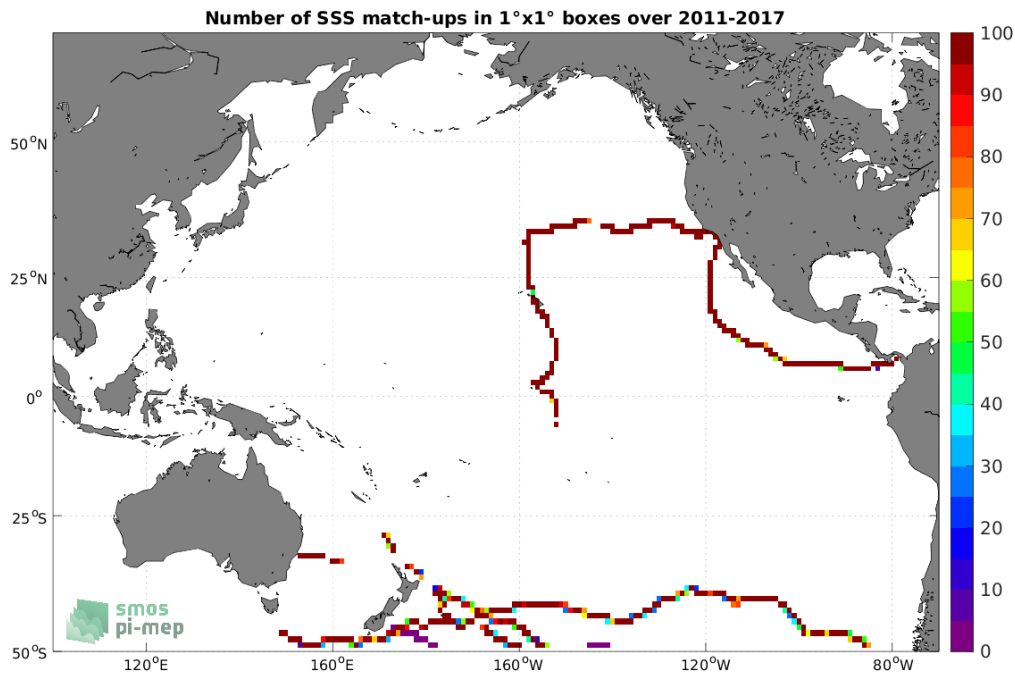 Number of SSS match-ups in 1°x1° boxes over 2011-2017
100
90
80
70
60
50
40
30
20
10
0
50°N
25°N
0°
25°S
50°S
120°E
160°E
160°W
120°W
80°W
smos
pi-mep